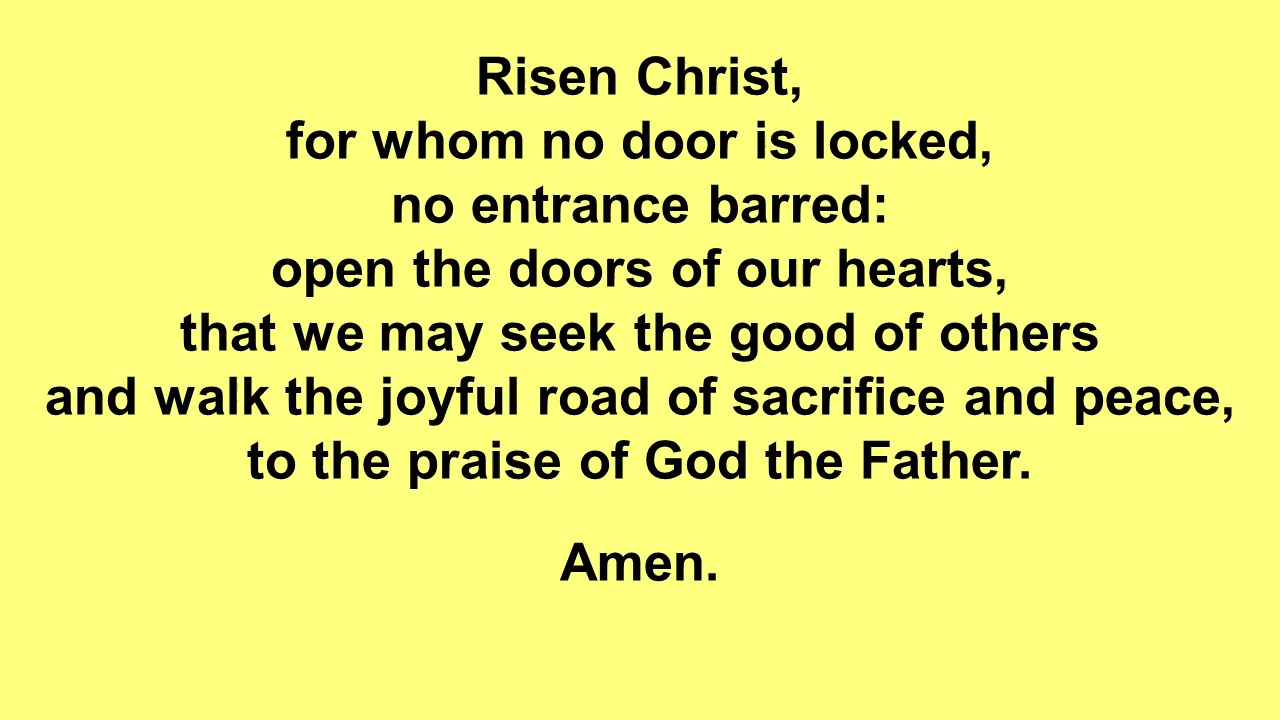 Risen Christ,
for whom no door is locked,
no entrance barred:
open the doors of our hearts,
that we may seek the good of others
and walk the joyful road of sacrifice and peace,
to the praise of God the Father.
Amen.